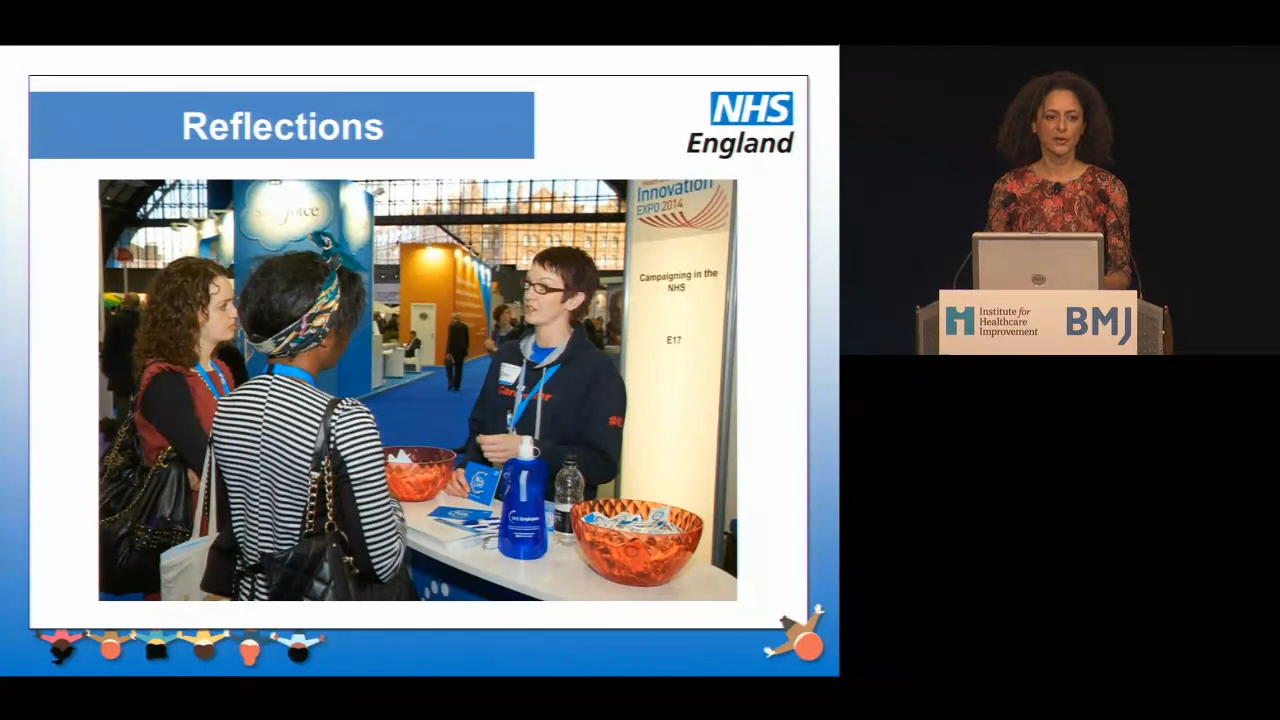 Reflections
NHS
England
Innovation
EXPO 2014
Campaigning in the
NHS
E17
Institute for
Healthcare
Improvement
BMJ